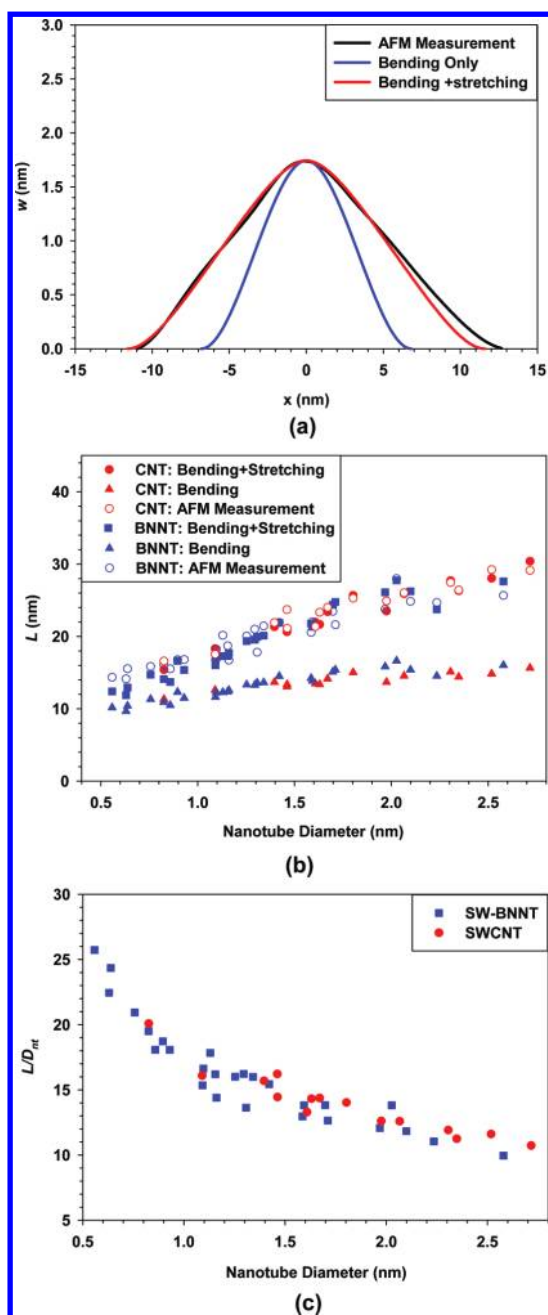 3.0
2.5
2.0
1.5
1.0
0.5
0.0
w (nm)
AFM Measurement
Bending Only
Bending +stretching
-15 -10 -5 0 5 10 15
x (nm)
(a)
40
30
20
10
0
L (nm)
CNT: Bending+Stretching
CNT: Bending
CNT: AFM Measurement
BNNT: Bending+Stretching
BNNT: Bending
BNNT: AFM Measurement
0.5 1.0 1.5 2.0 2.5
Nanotube Diameter (nm)
(b)
30
25
20
15
10
5
L/Dnt
SW-BNNT
SWCNT
0.5 1.0 1.5 2.0 2.5
Nanotube Diameter (nm)
(c)